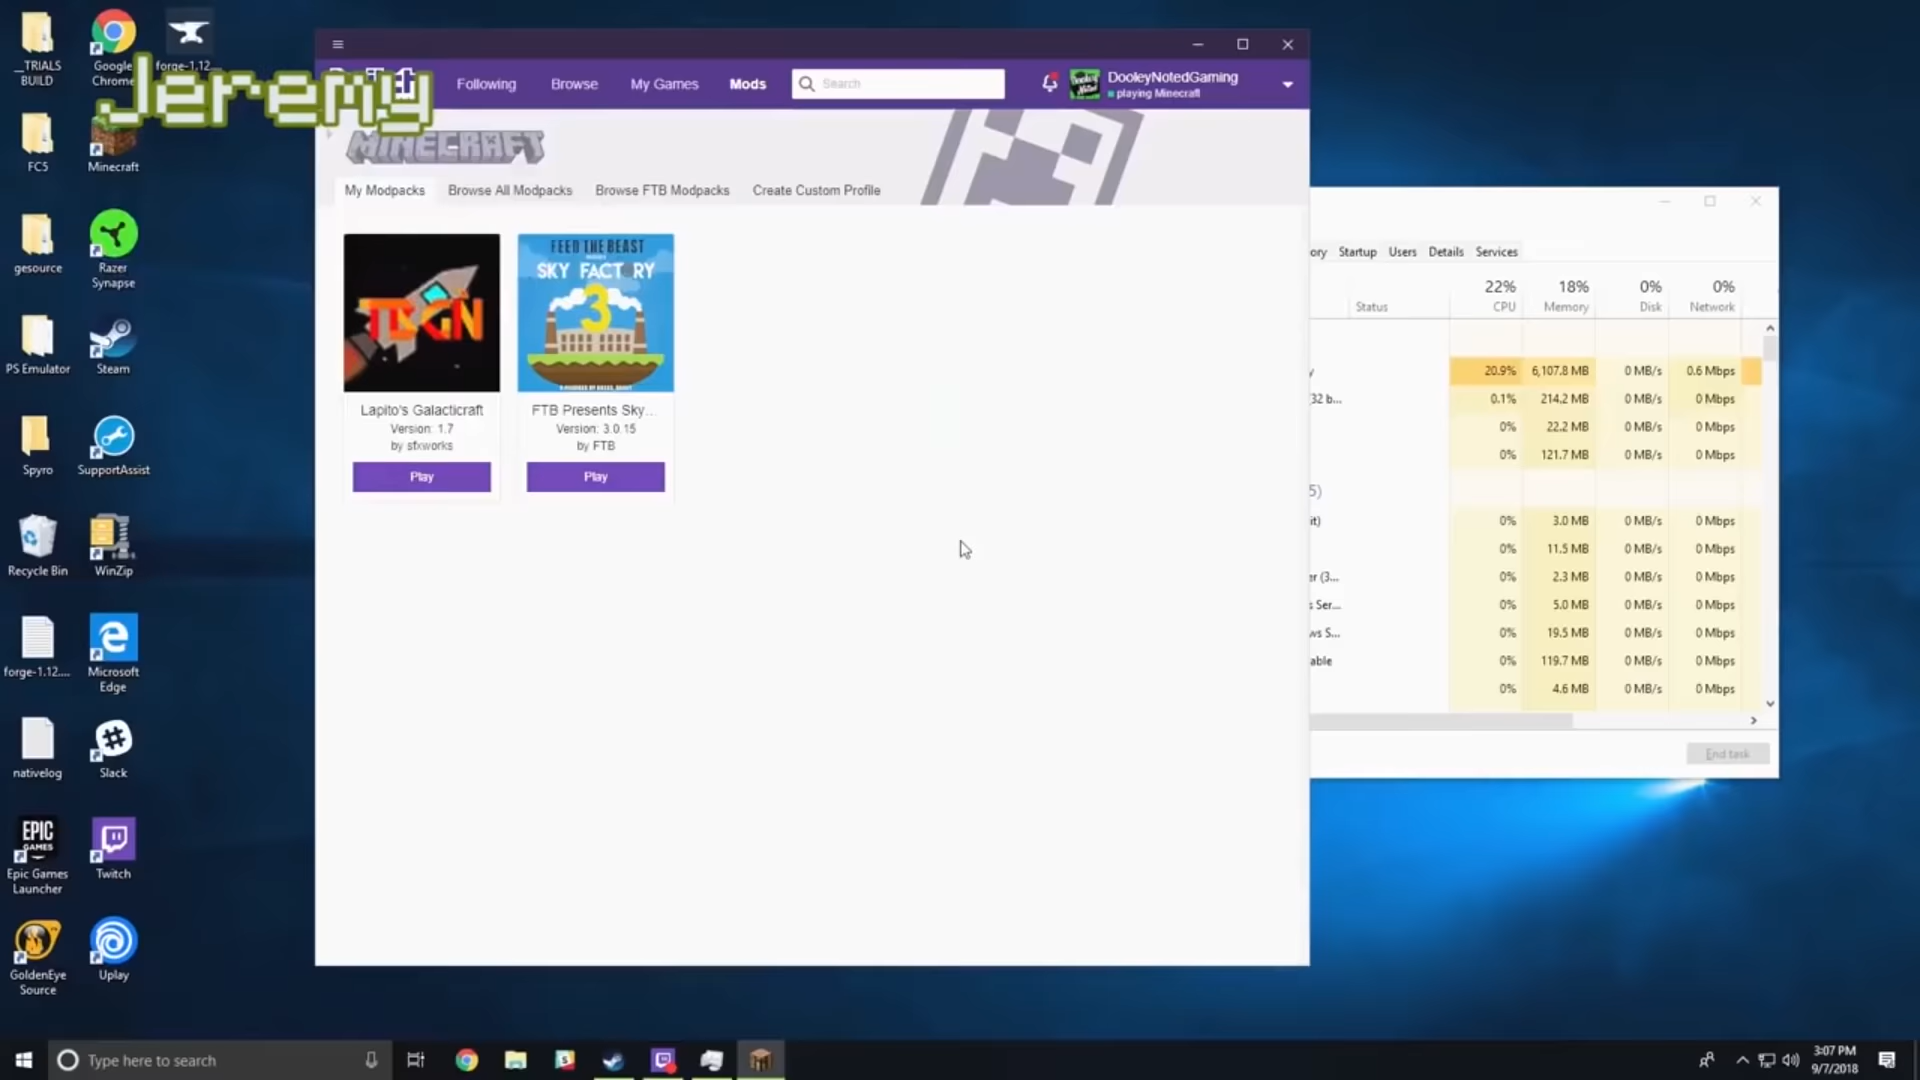 __TRIALS
BUILD
Google
Chrome
forge-1.12....
Jeremy
FC5
Minecraft
gesource
Razer
Synapse
PS Emulator
Steam
Spyro
SupportAssist
Recycle Bin
WinZip
forge-1.12....
Microsoft
Edge
nativelog
Slack
EPIC
GAMES
Epic Games
Launcher
Twitch
GoldenEye
Source
Uplay
Following
Browse
My Games
Mods
Search
DooleyNotedGaming
playing Minecraft
MINECRAFT
My Modpacks
Browse All Modpacks
Browse FTB Modpacks
Create Custom Profile
FEED THE BEAST
SKY FACTORY
3
Lapito's Galacticraft
Version: 1.7
by sfxworks
Play
FTB Presents Sky...
Version: 3.0.15
by FTB
Play
ory Startup Users Details Services
22% 18% 0% 0%
Status CPU Memory Disk Network
20.9% 6,107.8 MB 0 MB/s 0.6 Mbps
32 b... 0.1% 214.2 MB 0 MB/s 0 Mbps
0% 22.2 MB 0 MB/s 0 Mbps
0% 121.7 MB 0 MB/s 0 Mbps
5)
it) 0% 3.0 MB 0 MB/s 0 Mbps
0% 11.5 MB 0 MB/s 0 Mbps
er (3... 0% 2.3 MB 0 MB/s 0 Mbps
s Ser... 0% 5.0 MB 0 MB/s 0 Mbps
ws S... 0% 19.5 MB 0 MB/s 0 Mbps
able 0% 119.7 MB 0 MB/s 0 Mbps
0% 4.6 MB 0 MB/s 0 Mbps
End task
Type here to search
3:07 PM
9/7/2018